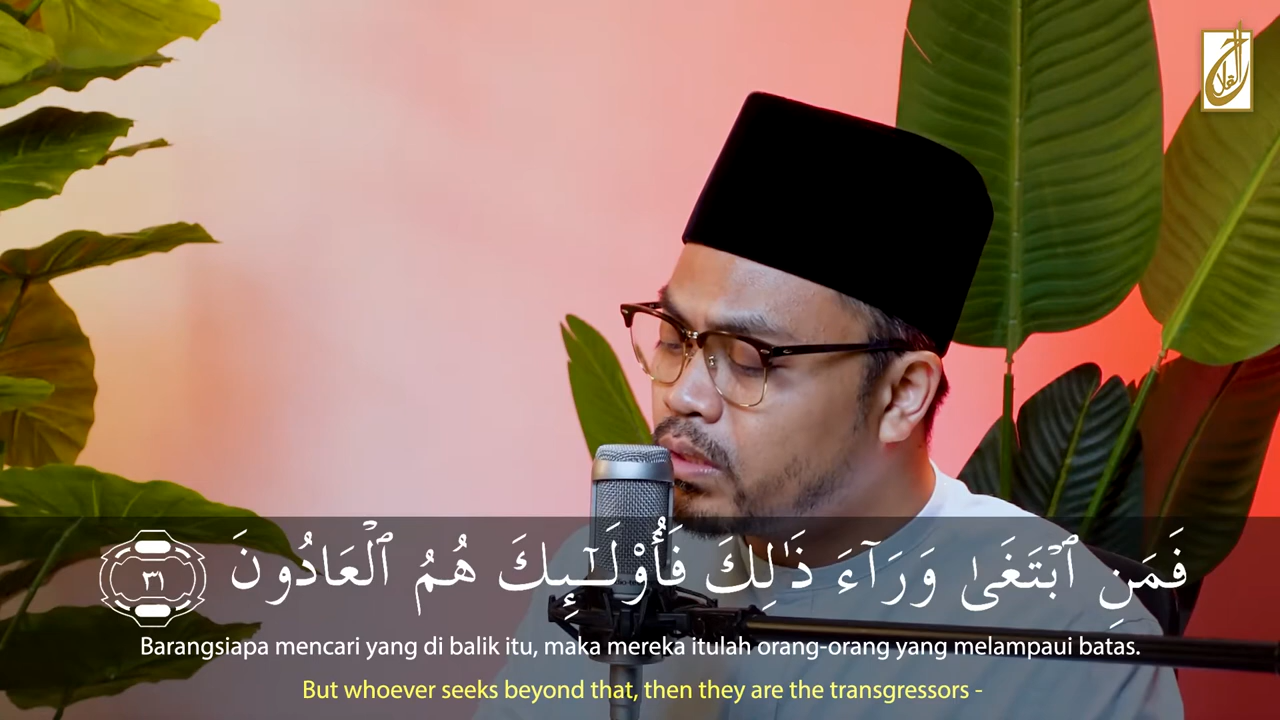 فَمَنِ ٱبْتَغَىٰ وَرَآءَ ذَٰلِكَ فَأُو۟لَـٰٓئِكَ هُمُ ٱلْعَادُونَ ٣١
Barangsiapa mencari yang di balik itu, maka mereka itulah orang-orang yang melampaui batas.
But whoever seeks beyond that, then they are the transgressors -